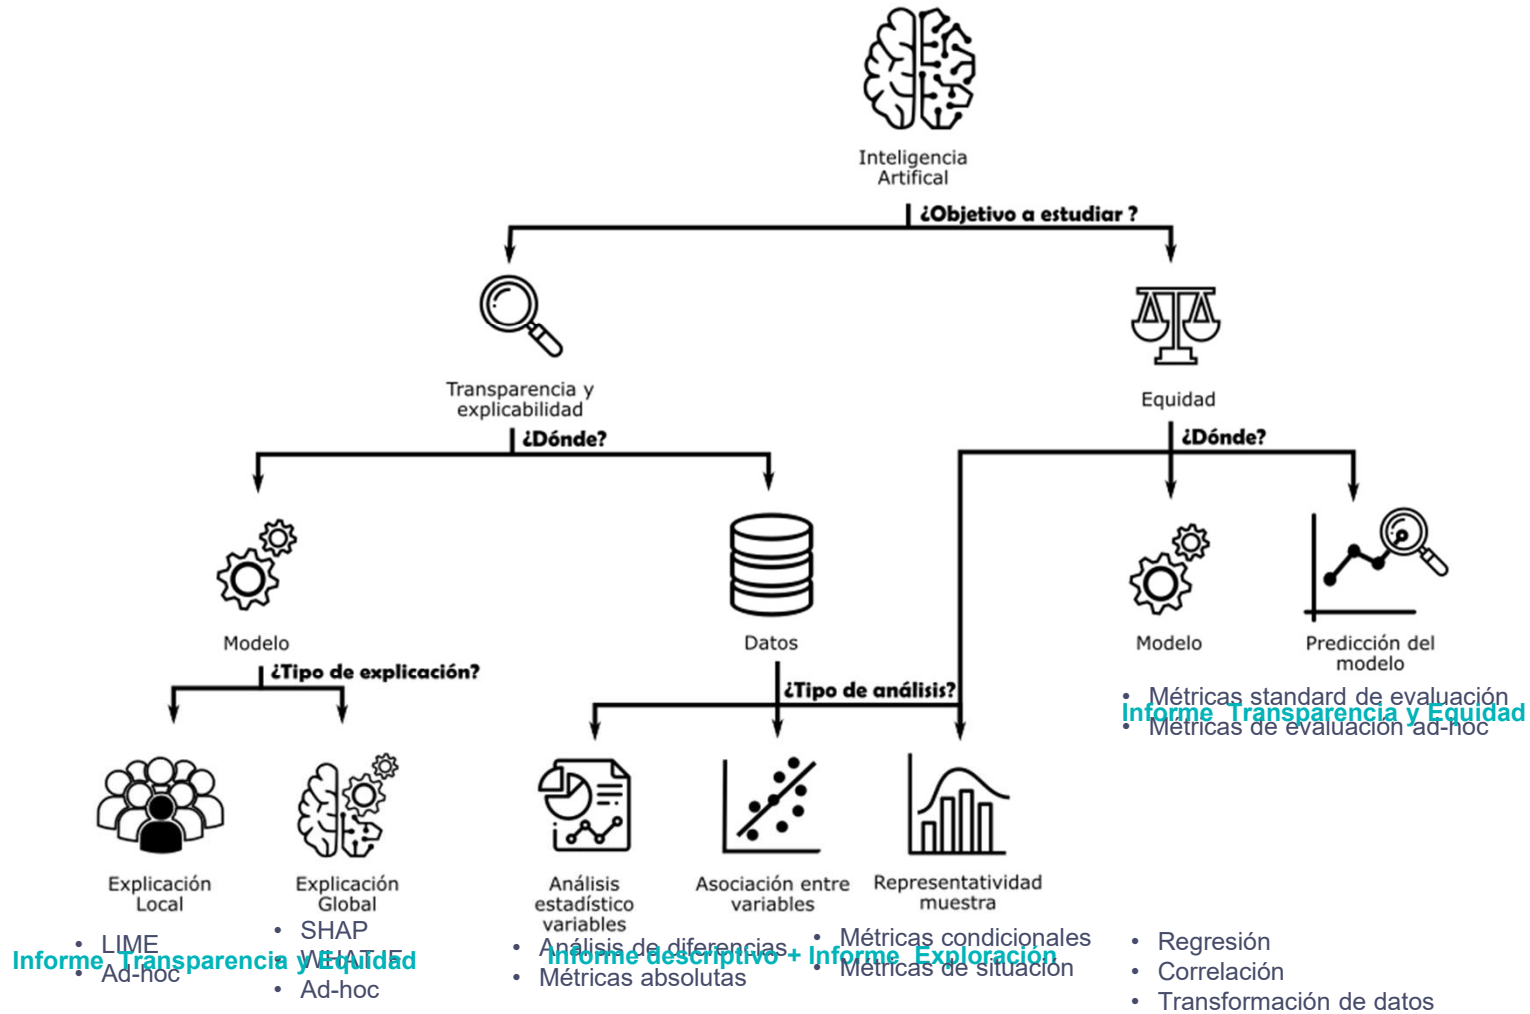 Inteligencia
Artifical
¿Objetivo a estudiar ?
Transparencia y
explicabilidad
Equidad
¿Dónde?
¿Dónde?
Modelo
Datos
Modelo
Predicción del
modelo
¿Tipo de explicación?
¿Tipo de análisis?
• Métricas standard de evaluación
Informe Transparencia y Equidad
• Métricas de evaluación ad-hoc
Explicación
Local
Explicación
Global
Análisis
estadístico
variables
Asociación entre
variables
Representatividad
muestra
• LIME
• Ad-hoc
• SHAP
• WHAT-IF
• Ad-hoc
Informe Transparencia y Equidad
• Análisis de diferencias
• Métricas absolutas
Informe descriptivo + Informe Exploración
• Métricas condicionales
• Métricas de situación
• Regresión
• Correlación
• Transformación de datos